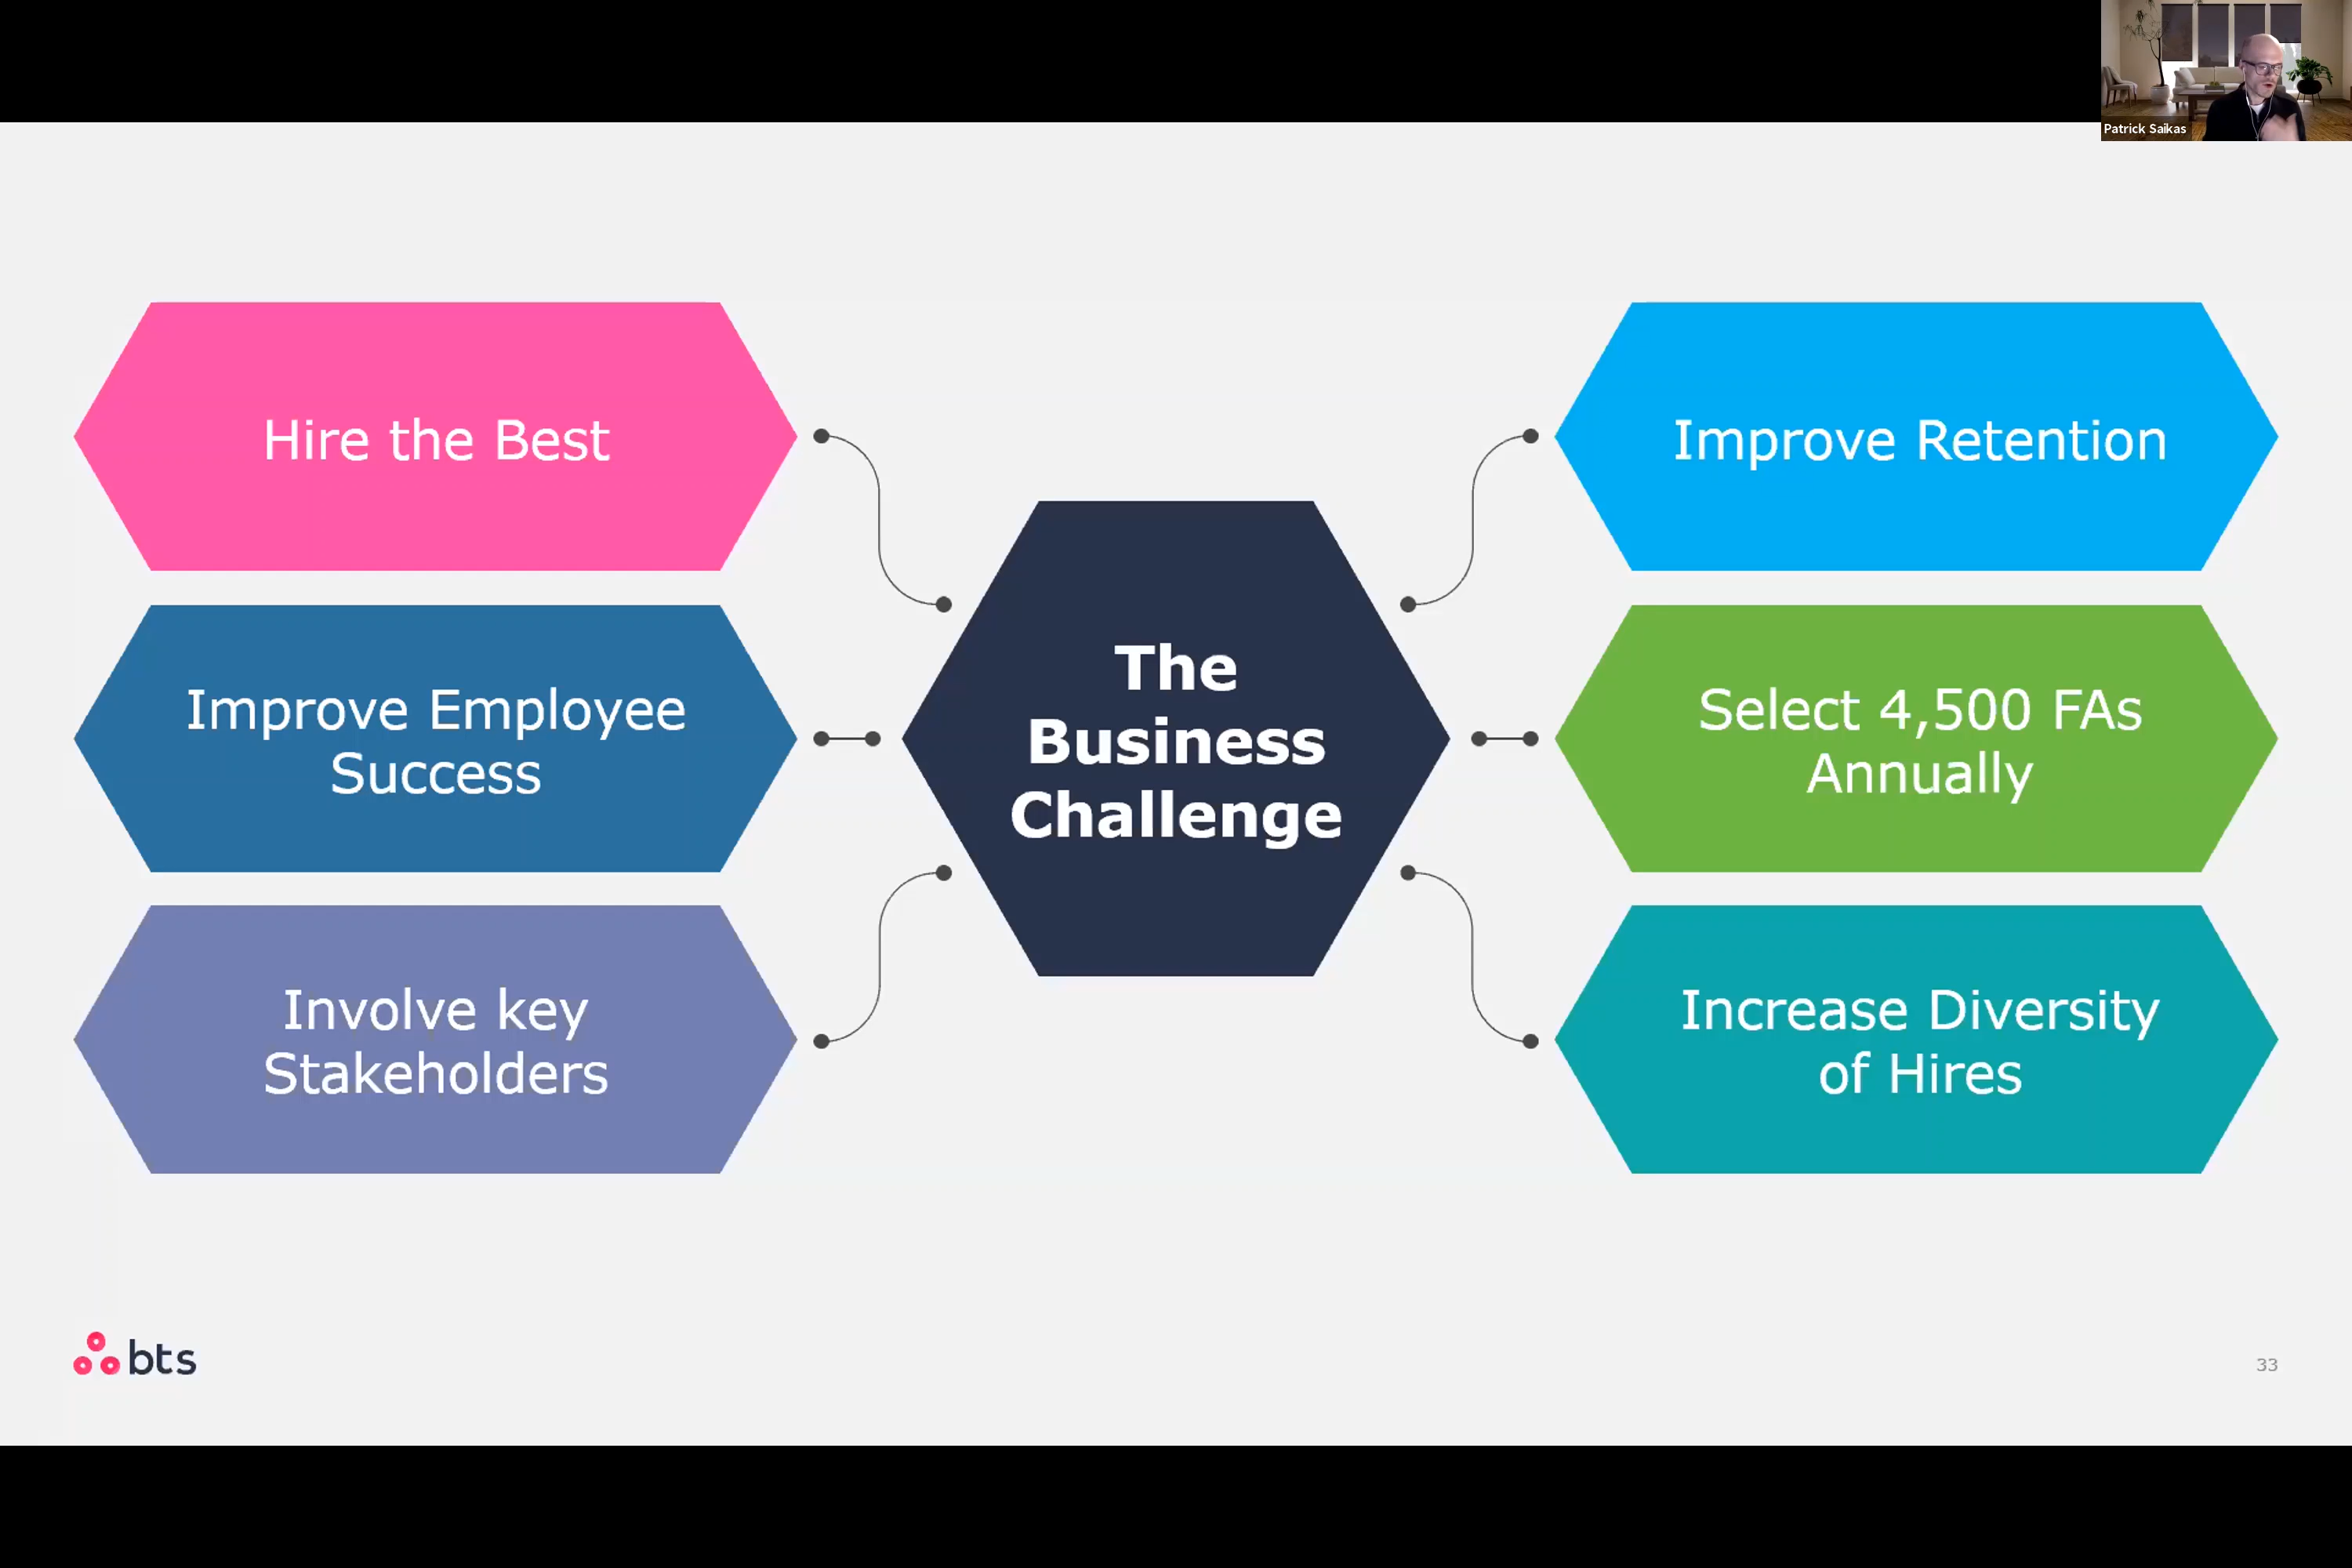 Patrick Saikas
Hire the Best
Improve Employee
Success
Involve key
Stakeholders
The
Business
Challenge
Improve Retention
Select 4,500 FAs
Annually
Increase Diversity
of Hires
bts
33